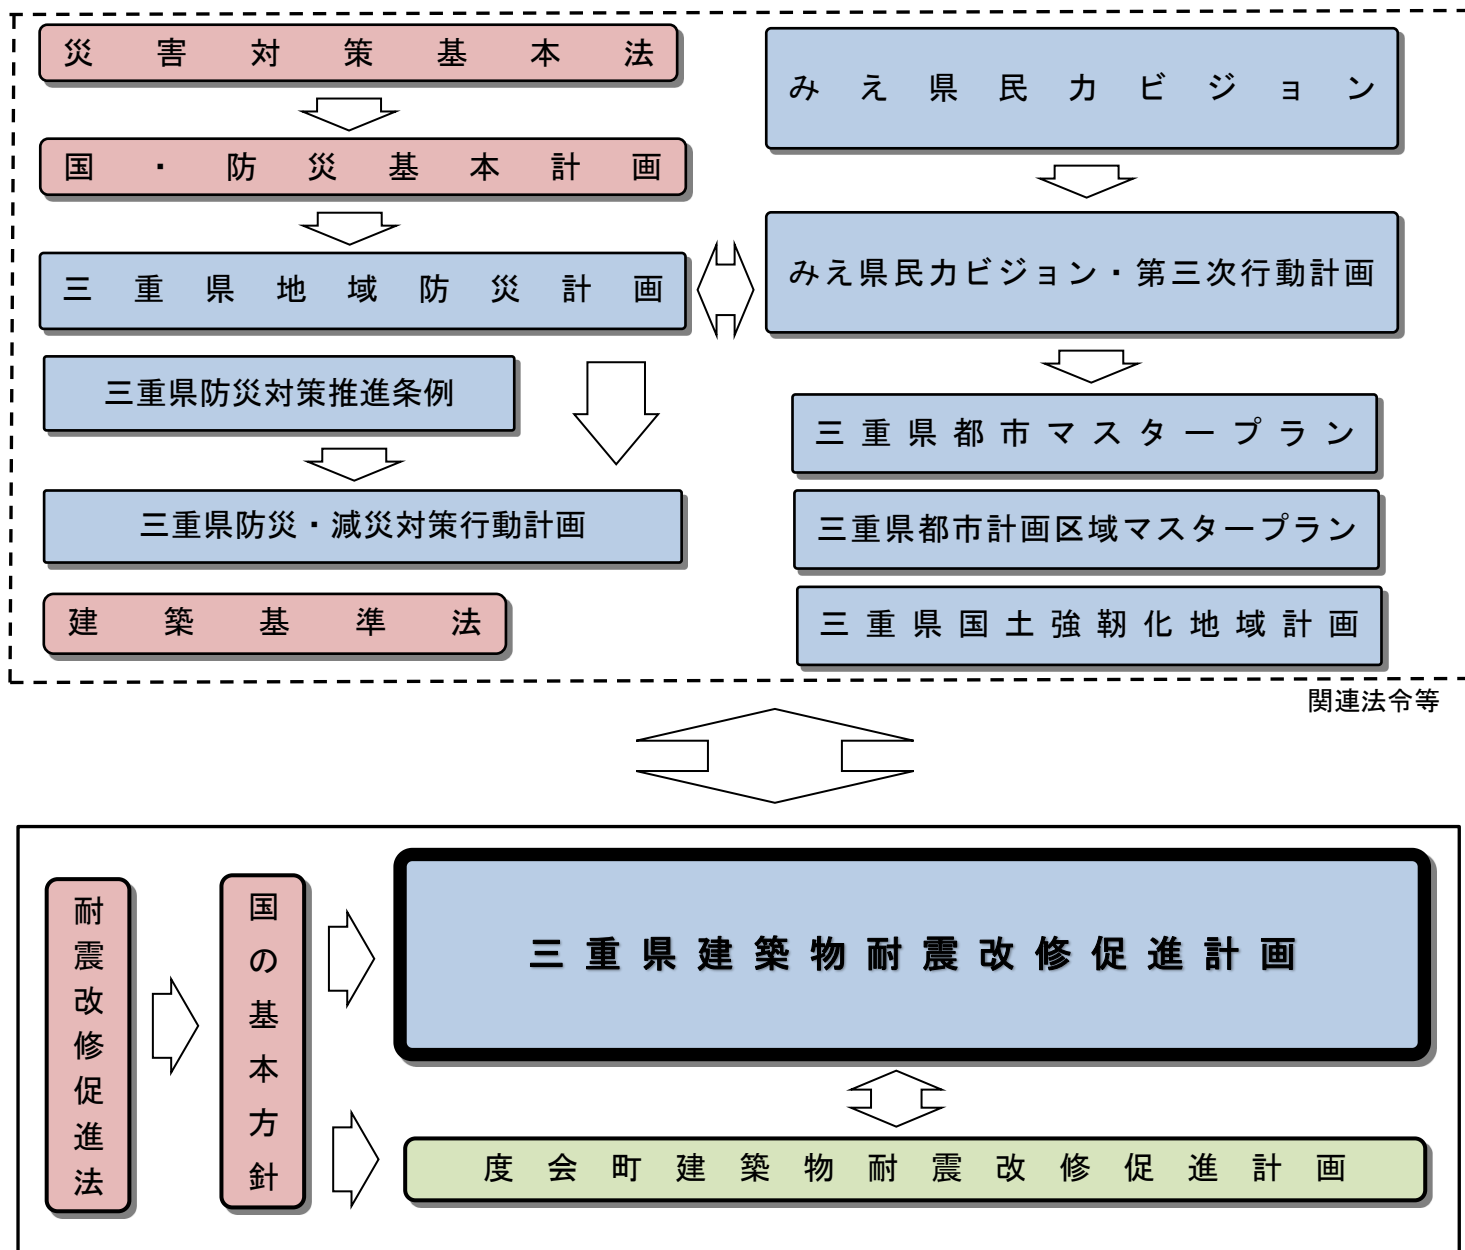 災害対策基本法
国・防災基本計画
三重県地域防災計画
三重県防災対策推進条例
三重県防災・減災対策行動計画
建築基準法
みえ県民力ビジョン
みえ県民力ビジョン・第三次行動計画
三重県都市マスタープラン
三重県都市計画区域マスタープラン
三重県国土強靭化地域計画
関連法令等
耐震改修促進法
国の基本方針
三重県建築物耐震改修促進計画
度会町建築物耐震改修促進計画